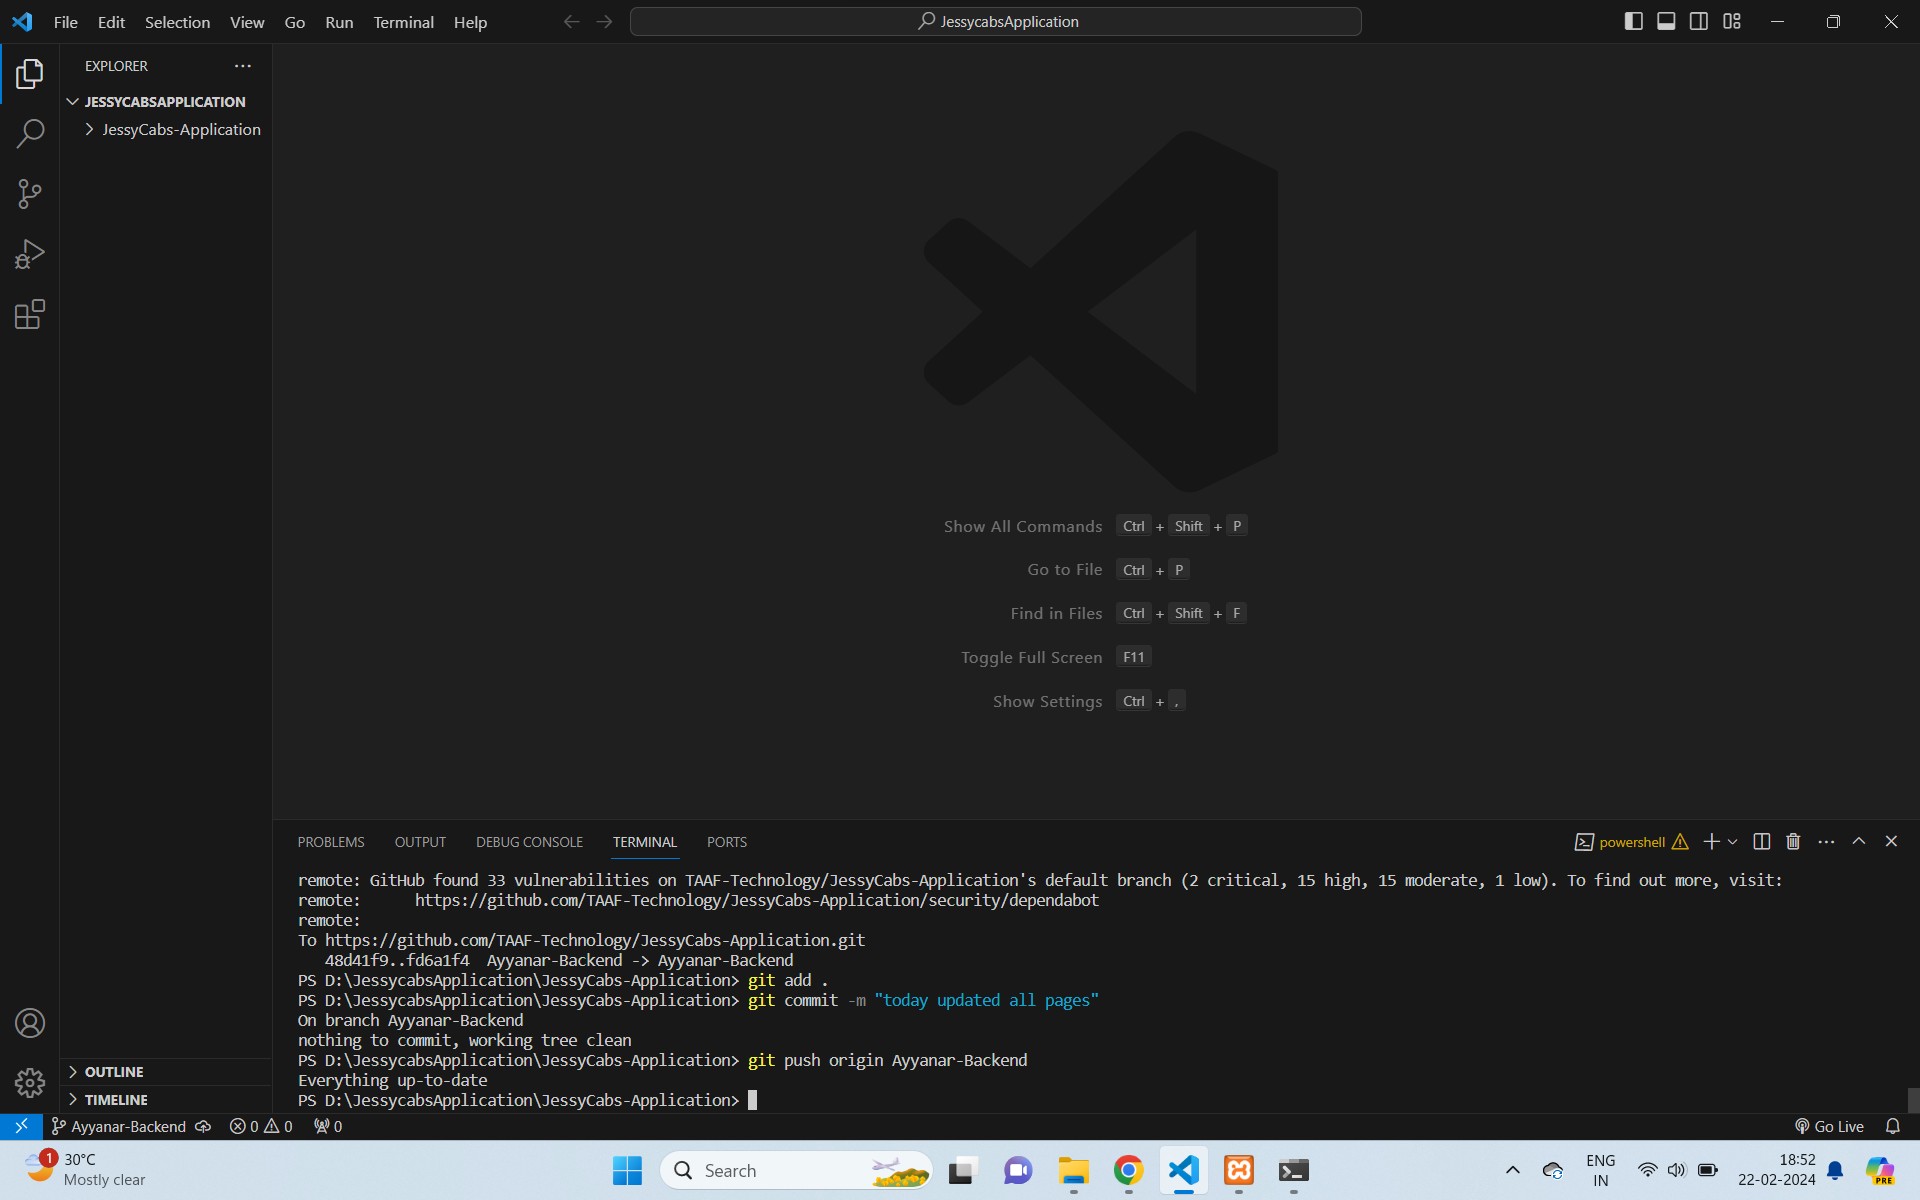 File Edit Selection View Go Run Terminal Help
JessycabsApplication
EXPLORER
JESSYCABSAPPLICATION
JessyCabs-Application
Show All Commands Ctrl + Shift + P
Go to File Ctrl + P
Find in Files Ctrl + Shift + F
Toggle Full Screen F11
Show Settings Ctrl + ,
PROBLEMS OUTPUT DEBUG CONSOLE TERMINAL PORTS
powershell
remote: GitHub found 33 vulnerabilities on TAAF-Technology/JessyCabs-Application's default branch (2 critical, 15 high, 15 moderate, 1 low). To find out more, visit:
remote:      https://github.com/TAAF-Technology/JessyCabs-Application/security/dependabot
remote:
To https://github.com/TAAF-Technology/JessyCabs-Application.git
   48d41f9..fd6a1f4  Ayyanar-Backend -> Ayyanar-Backend
PS D:\JessycabsApplication\JessyCabs-Application> git add .
PS D:\JessycabsApplication\JessyCabs-Application> git commit -m "today updated all pages"
On branch Ayyanar-Backend
nothing to commit, working tree clean
PS D:\JessycabsApplication\JessyCabs-Application> git push origin Ayyanar-Backend
Everything up-to-date
PS D:\JessycabsApplication\JessyCabs-Application>
OUTLINE
TIMELINE
Ayyanar-Backend 0 0 0
Go Live
1
30°C
Mostly clear
Search
ENG
IN
18:52
22-02-2024
PRE